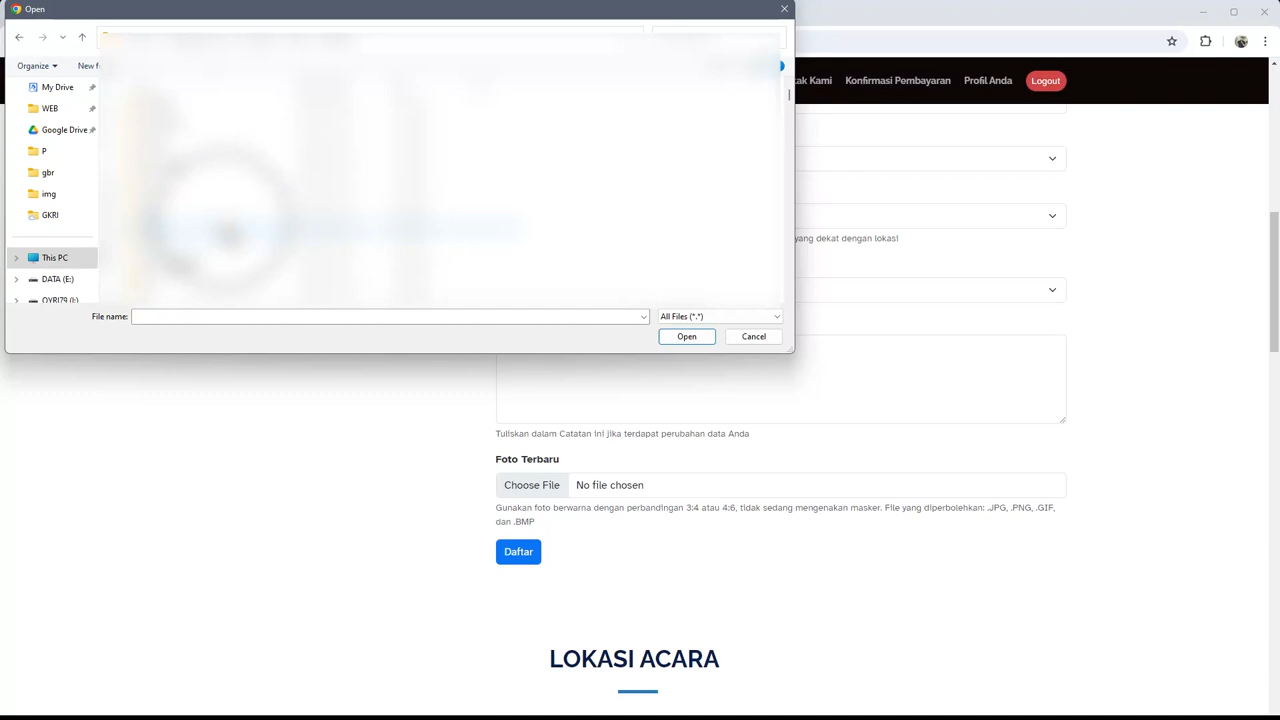 Open
Organize
New f
My Drive
WEB
Google Drive
P
gbr
img
GKRI
This PC
DATA (E:)
File name:
All Files (*.*)
Open
Cancel
ak Kami
Konfirmasi Pembayaran
Profil Anda
Logout
yang dekat dengan lokasi
Tuliskan dalam Catatan ini jika terdapat perubahan data Anda
Foto Terbaru
Choose File
No file chosen
Gunakan foto berwarna dengan perbandingan 3:4 atau 4:6, tidak sedang mengenakan masker. File yang diperbolehkan: .JPG, .PNG, .GIF,
dan .BMP
Daftar
LOKASI ACARA